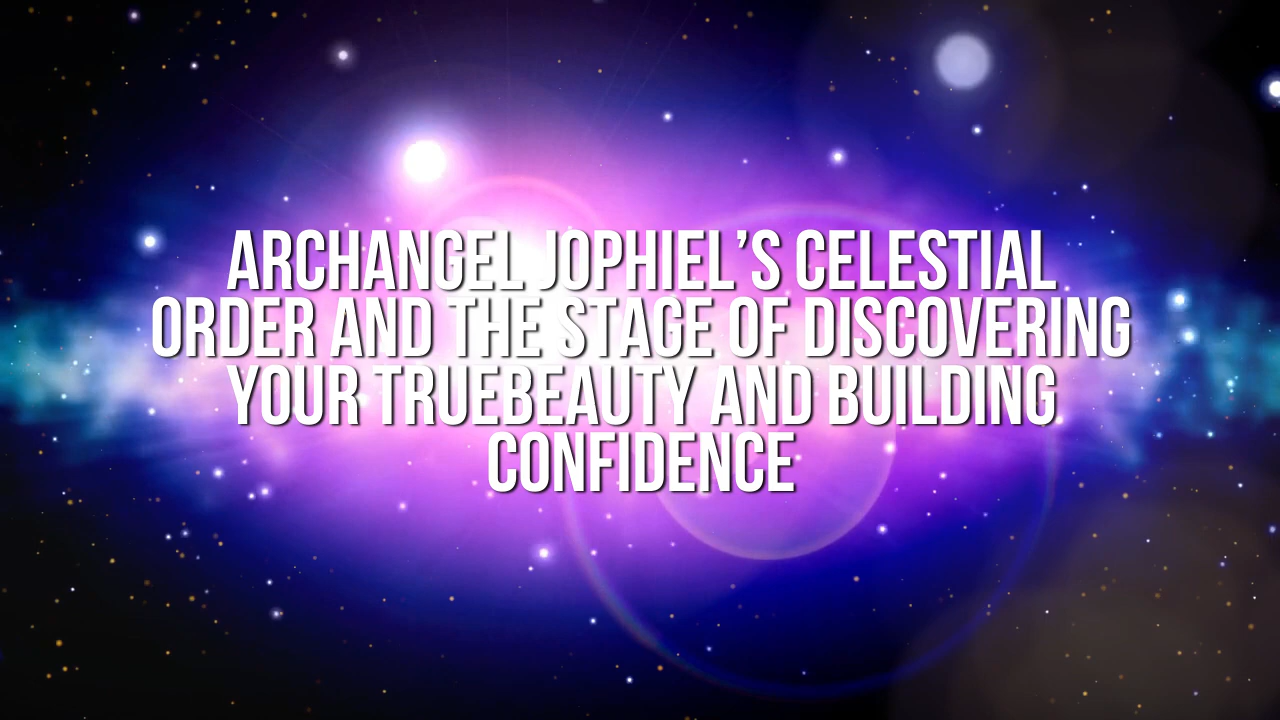 ARCHANGEL JOPHIEL’S CELESTIAL
ORDER AND THE STAGE OF DISCOVERING
YOUR TRUEBEAUTY AND BUILDING
CONFIDENCE